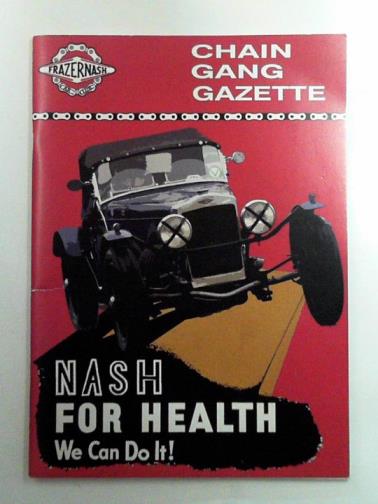 FRAZERNASH
CHAIN
GANG
GAZETTE
NASH
FOR HEALTH
We Can Do It!